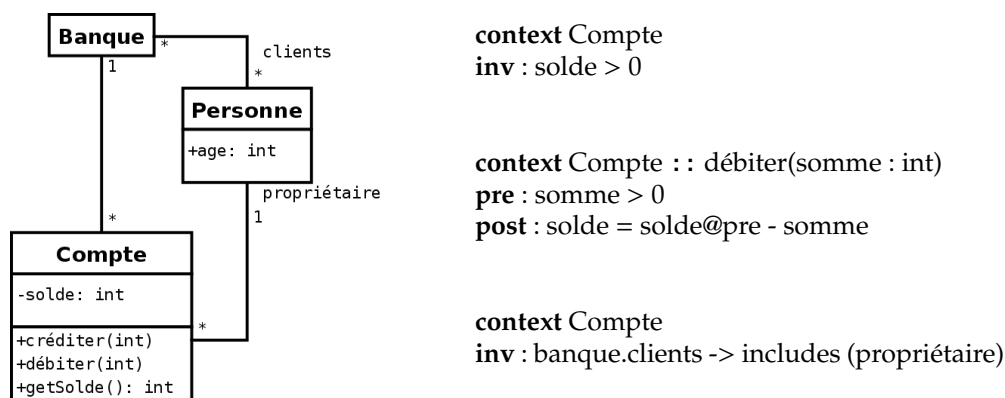 Banque
*
clients
1
*
Personne
+age: int
propriétaire
1
*
Compte
-solde: int
*
+créditer(int)
+débiter(int)
+getSolde(): int
context Compte
inv : solde > 0
context Compte :: débiter(somme : int)
pre : somme > 0
post : solde = solde@pre - somme
context Compte
inv : banque.clients -> includes (propriétaire)